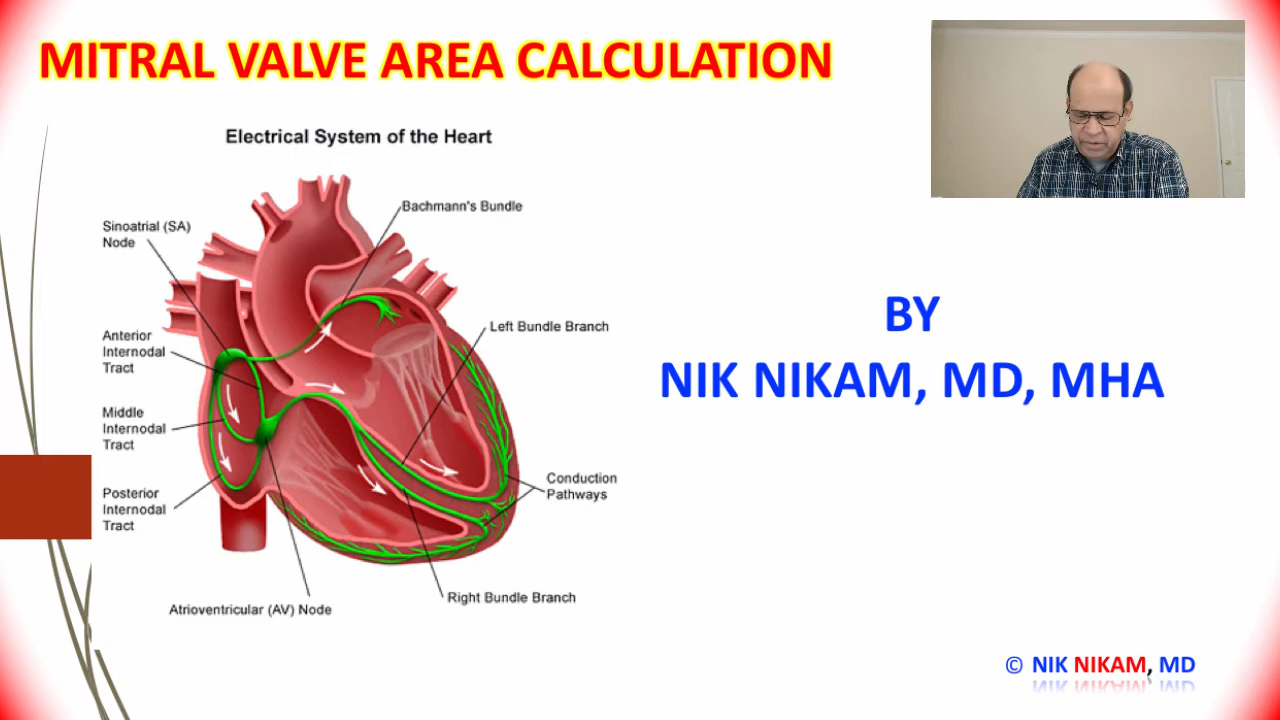 MITRAL VALVE AREA CALCULATION
Electrical System of the Heart
Bachmann's Bundle
Sinoatrial (SA)
Node
Left Bundle Branch
Anterior
Internodal
Tract
Middle
Internodal
Tract
Conduction
Pathways
Posterior
Internodal
Tract
Right Bundle Branch
Atrioventricular (AV) Node
BY
NIK NIKAM, MD, MHA
© NIK NIKAM, MD